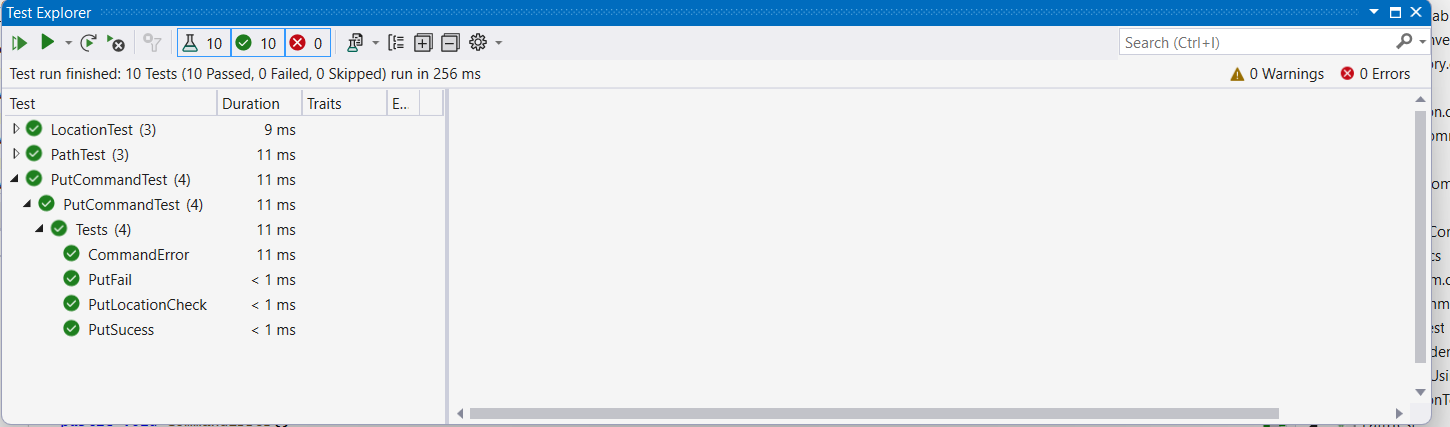 Test Explorer
10 10 0
Search (Ctrl+I)
Test run finished: 10 Tests (10 Passed, 0 Failed, 0 Skipped) run in 256 ms
0 Warnings 0 Errors
Test Duration Traits E...
LocationTest (3) 9 ms
PathTest (3) 11 ms
PutCommandTest (4) 11 ms
PutCommandTest (4) 11 ms
Tests (4) 11 ms
CommandError 11 ms
PutFail < 1 ms
PutLocationCheck < 1 ms
PutSucess < 1 ms